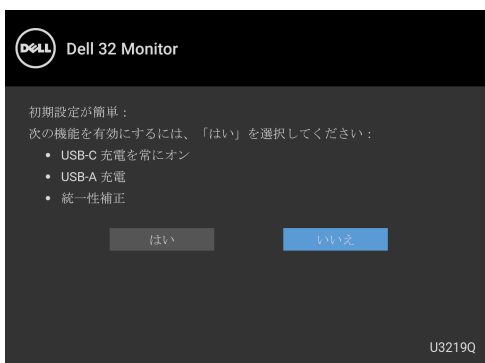 DELL
Dell 32 Monitor
初期設定が簡単：
次の機能を有効にするには、「はい」を選択してください：
• USB-C 充電を常にオン
• USB-A 充電
• 統一性補正
はい
いいえ
U3219Q